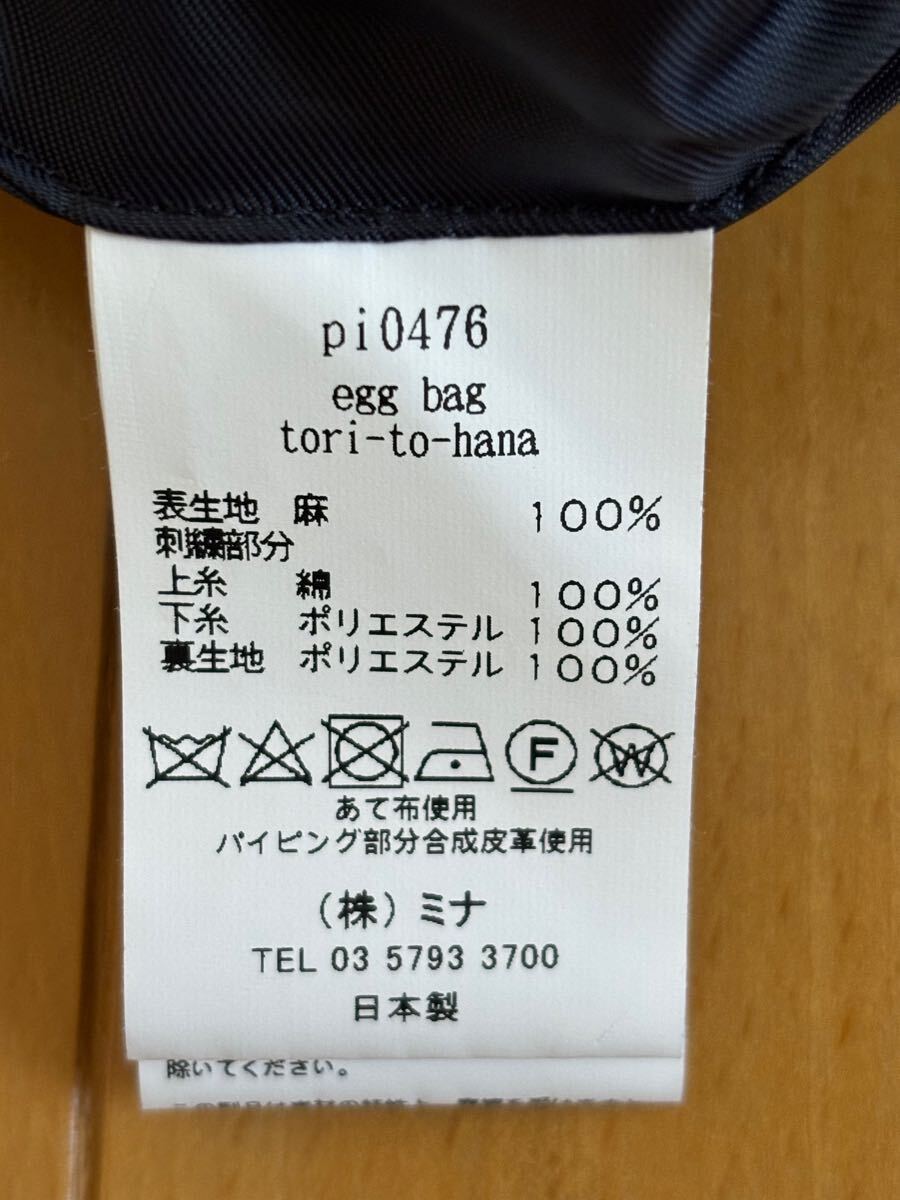 pi0476
egg bag
tori-to-hana
表生地 麻 100%
刺繍部分
上糸 綿 100%
下糸 ポリエステル 100%
裏生地 ポリエステル 100%
F
W
あて布使用
パイピング部分合成皮革使用
(株)ミナ
TEL 03 5793 3700
日本製
除いてください。